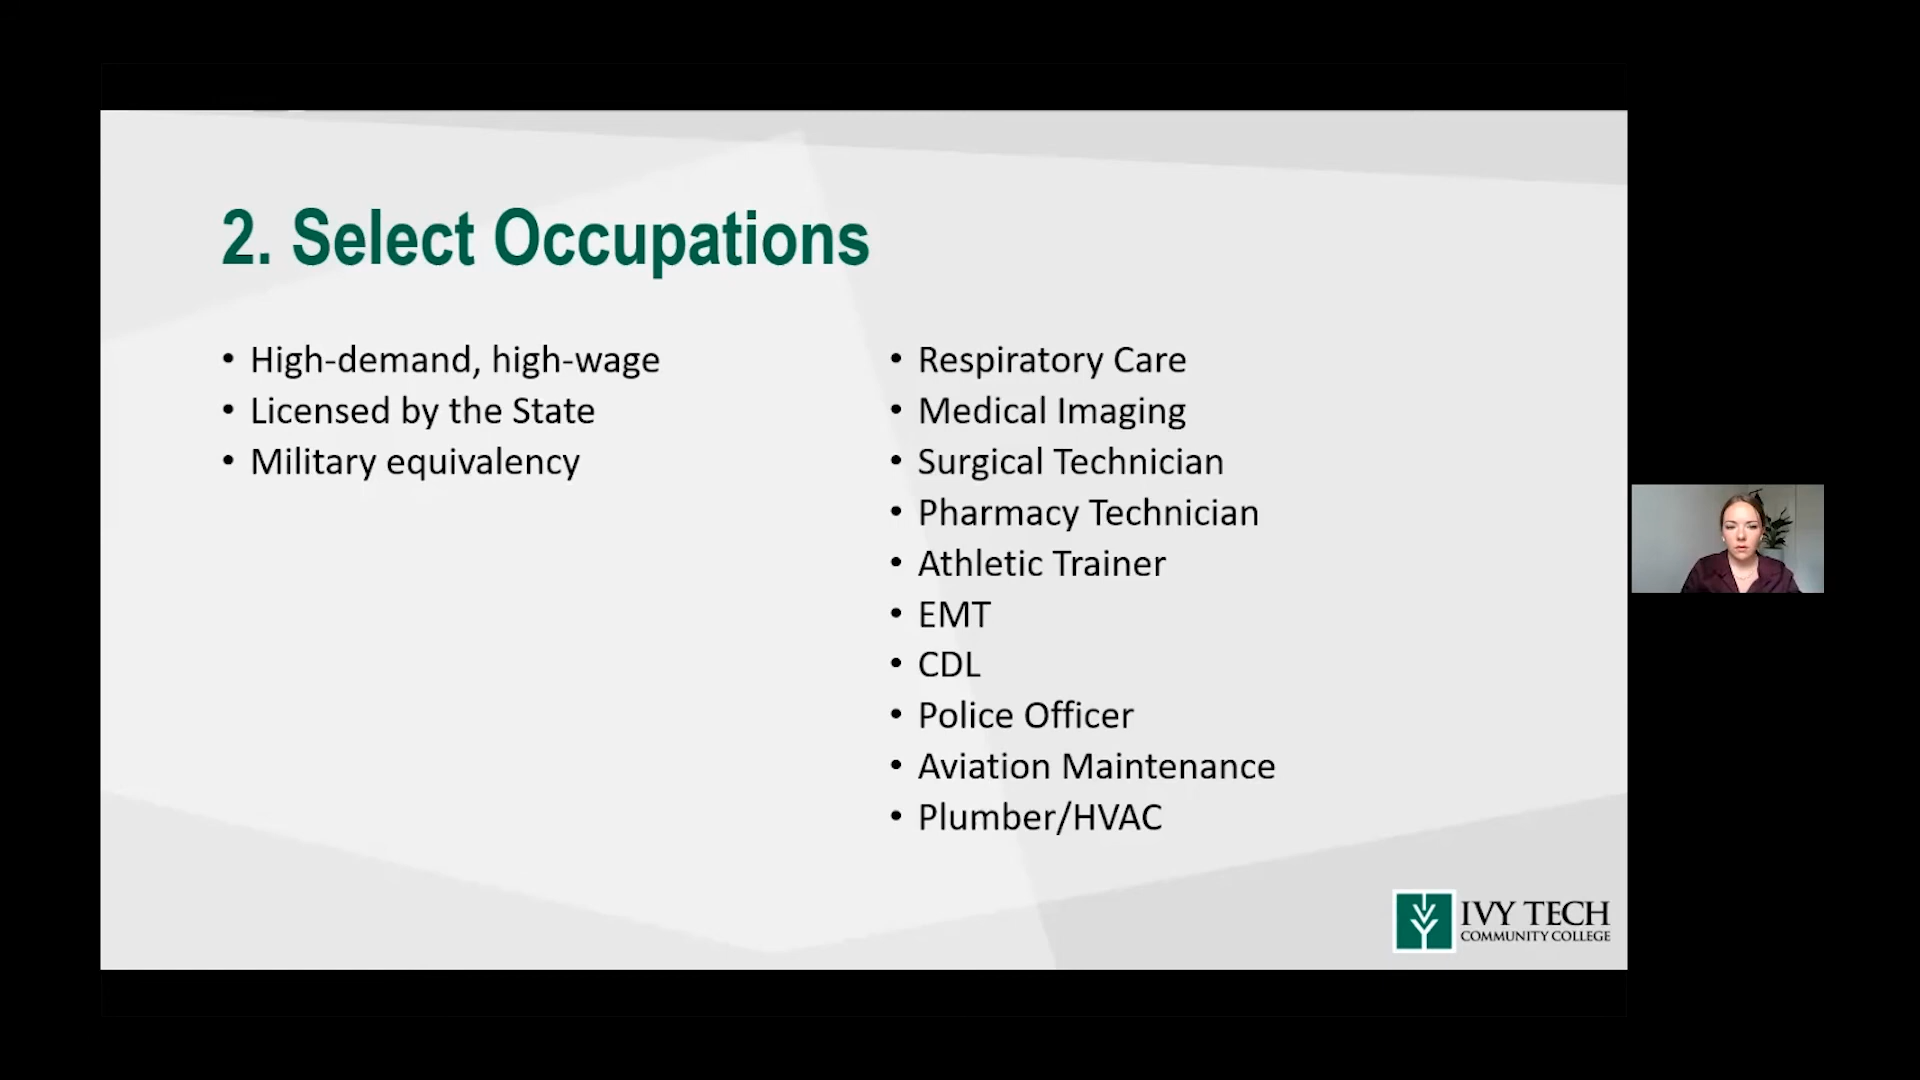 2. Select Occupations
• High-demand, high-wage
• Licensed by the State
• Military equivalency
• Respiratory Care
• Medical Imaging
• Surgical Technician
• Pharmacy Technician
• Athletic Trainer
• EMT
• CDL
• Police Officer
• Aviation Maintenance
• Plumber/HVAC
IVY TECH
COMMUNITY COLLEGE